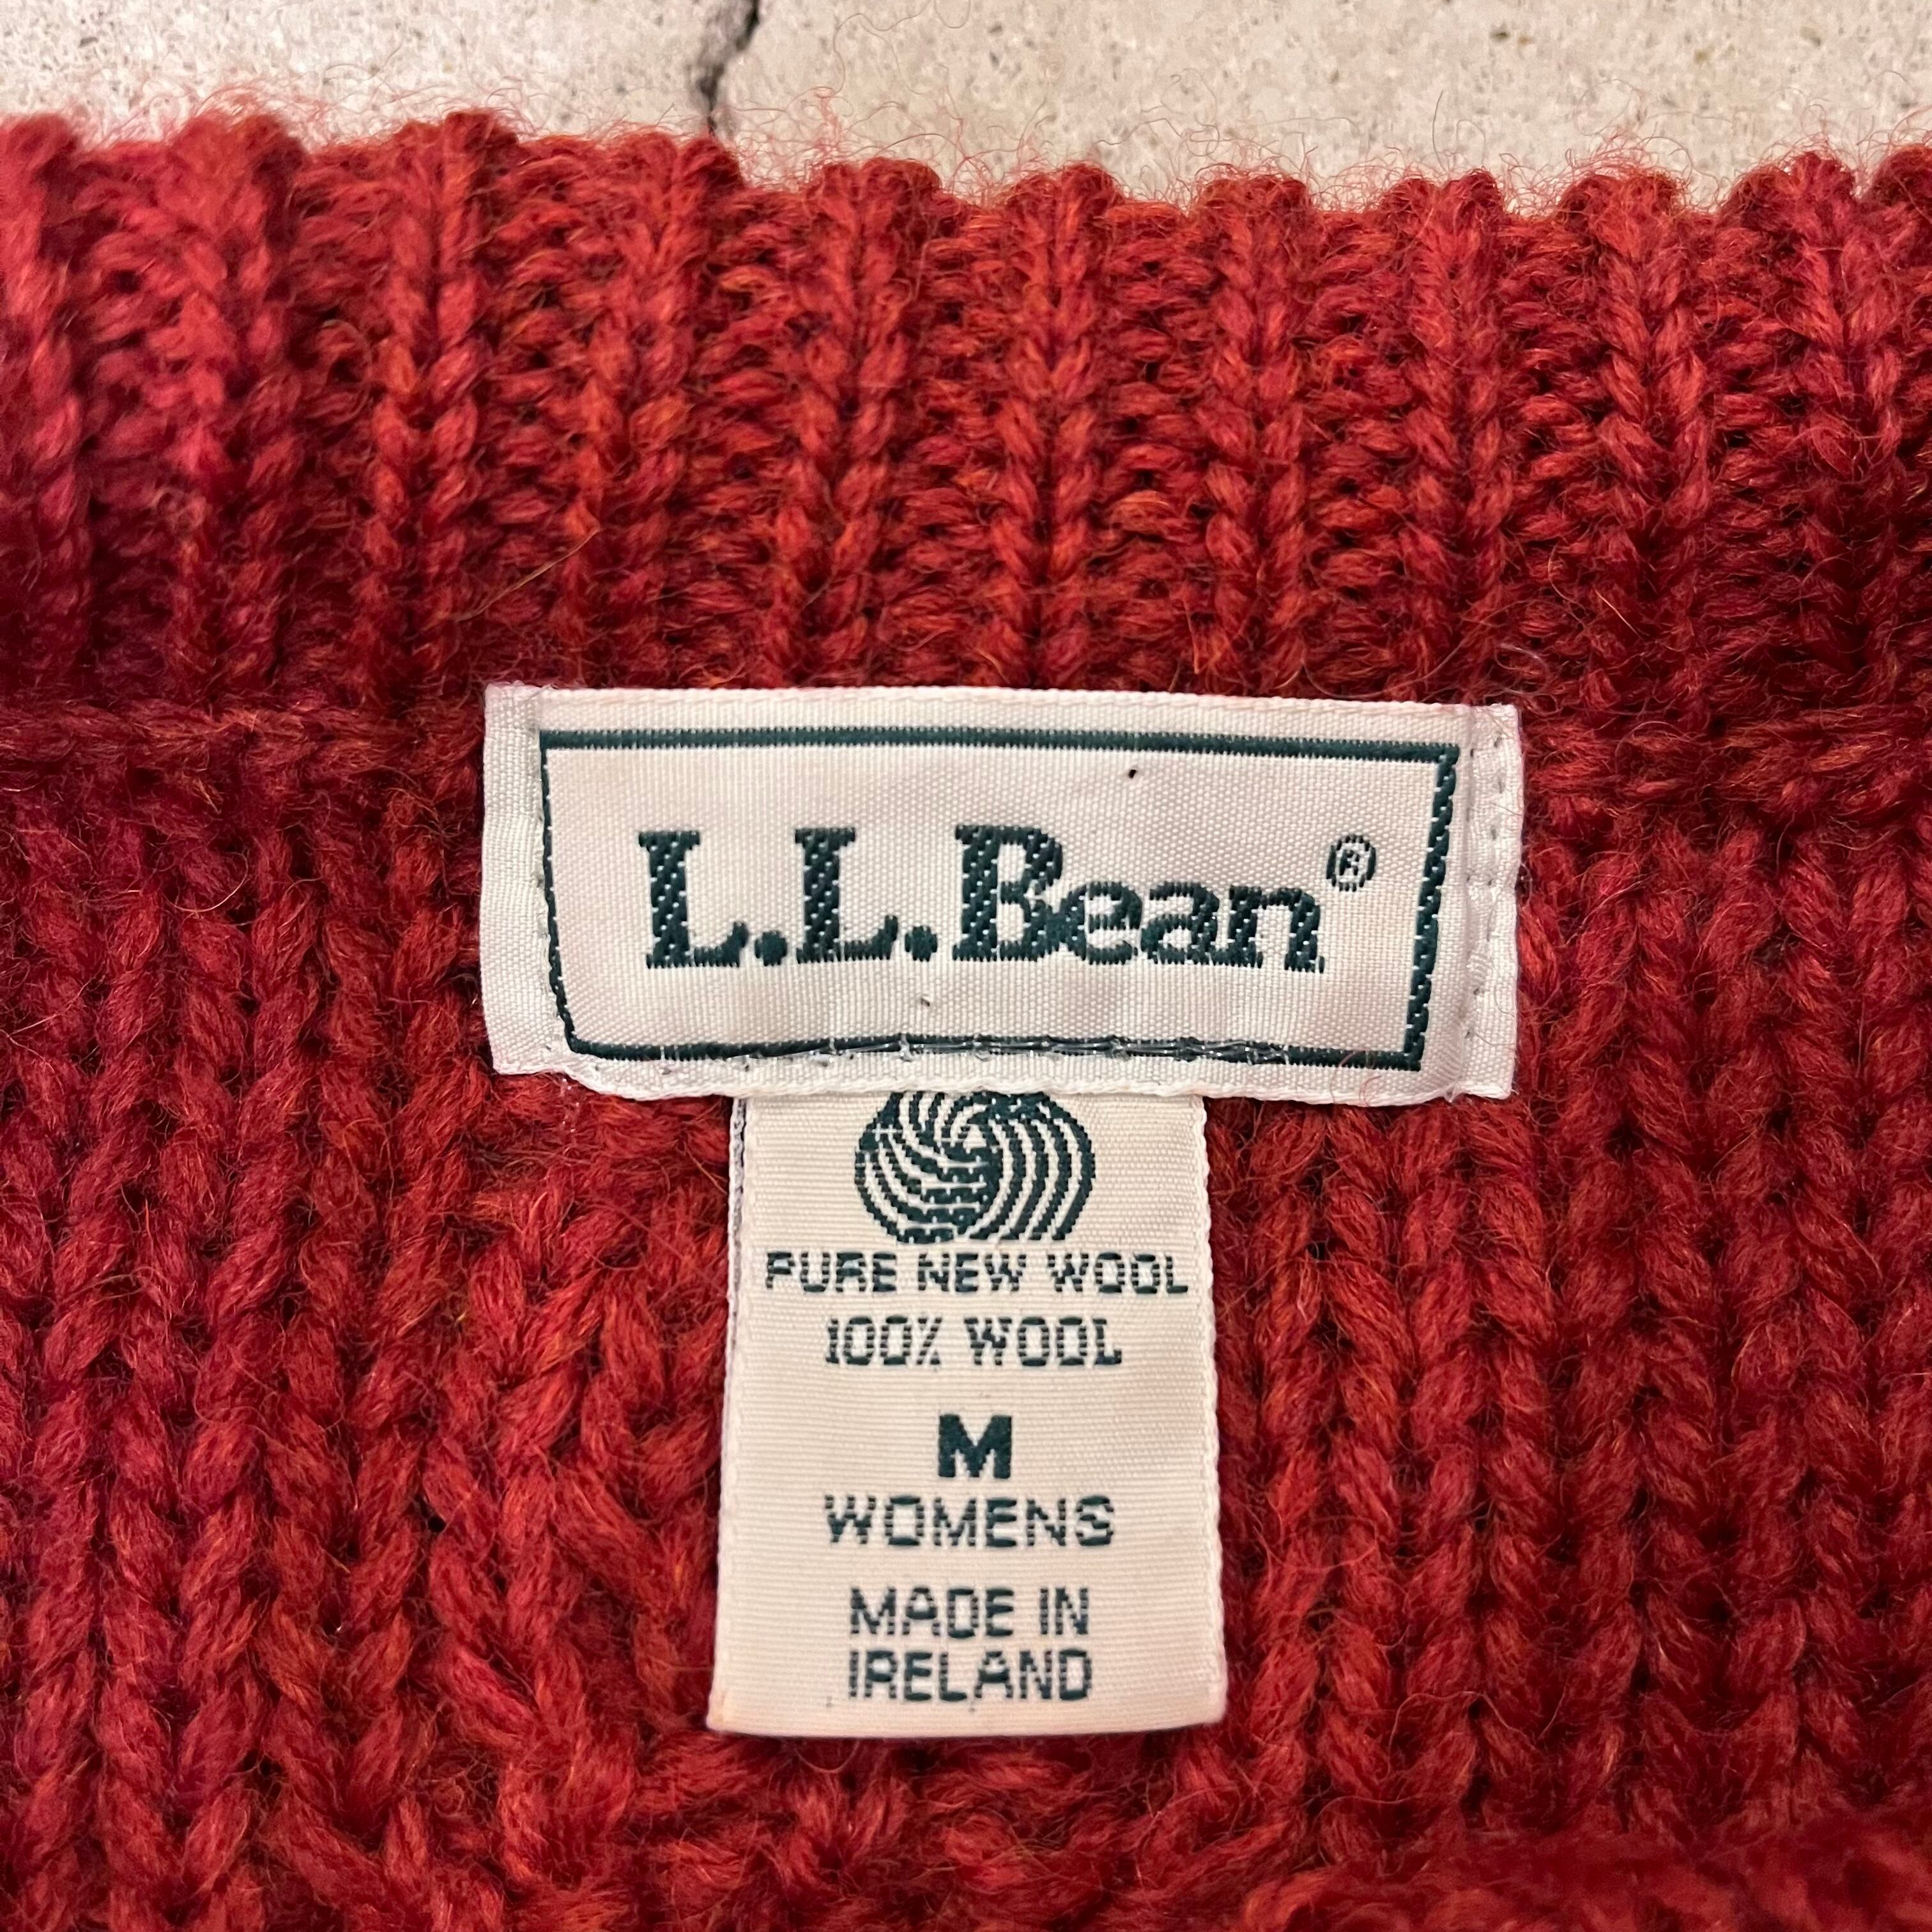 L.L.Bean®
PURE NEW WOOL
100% WOOL
M
WOMENS
MADE IN
IRELAND